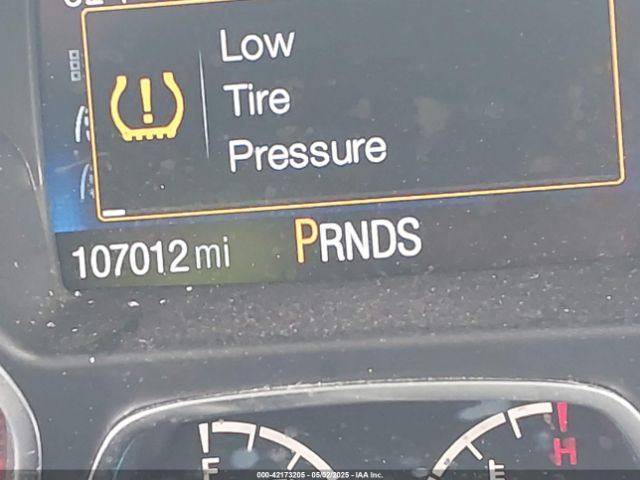 Low
Tire
Pressure
107012 mi PRNDS
F E H
000-42173205 - 05/02/2025 - IAA Inc.